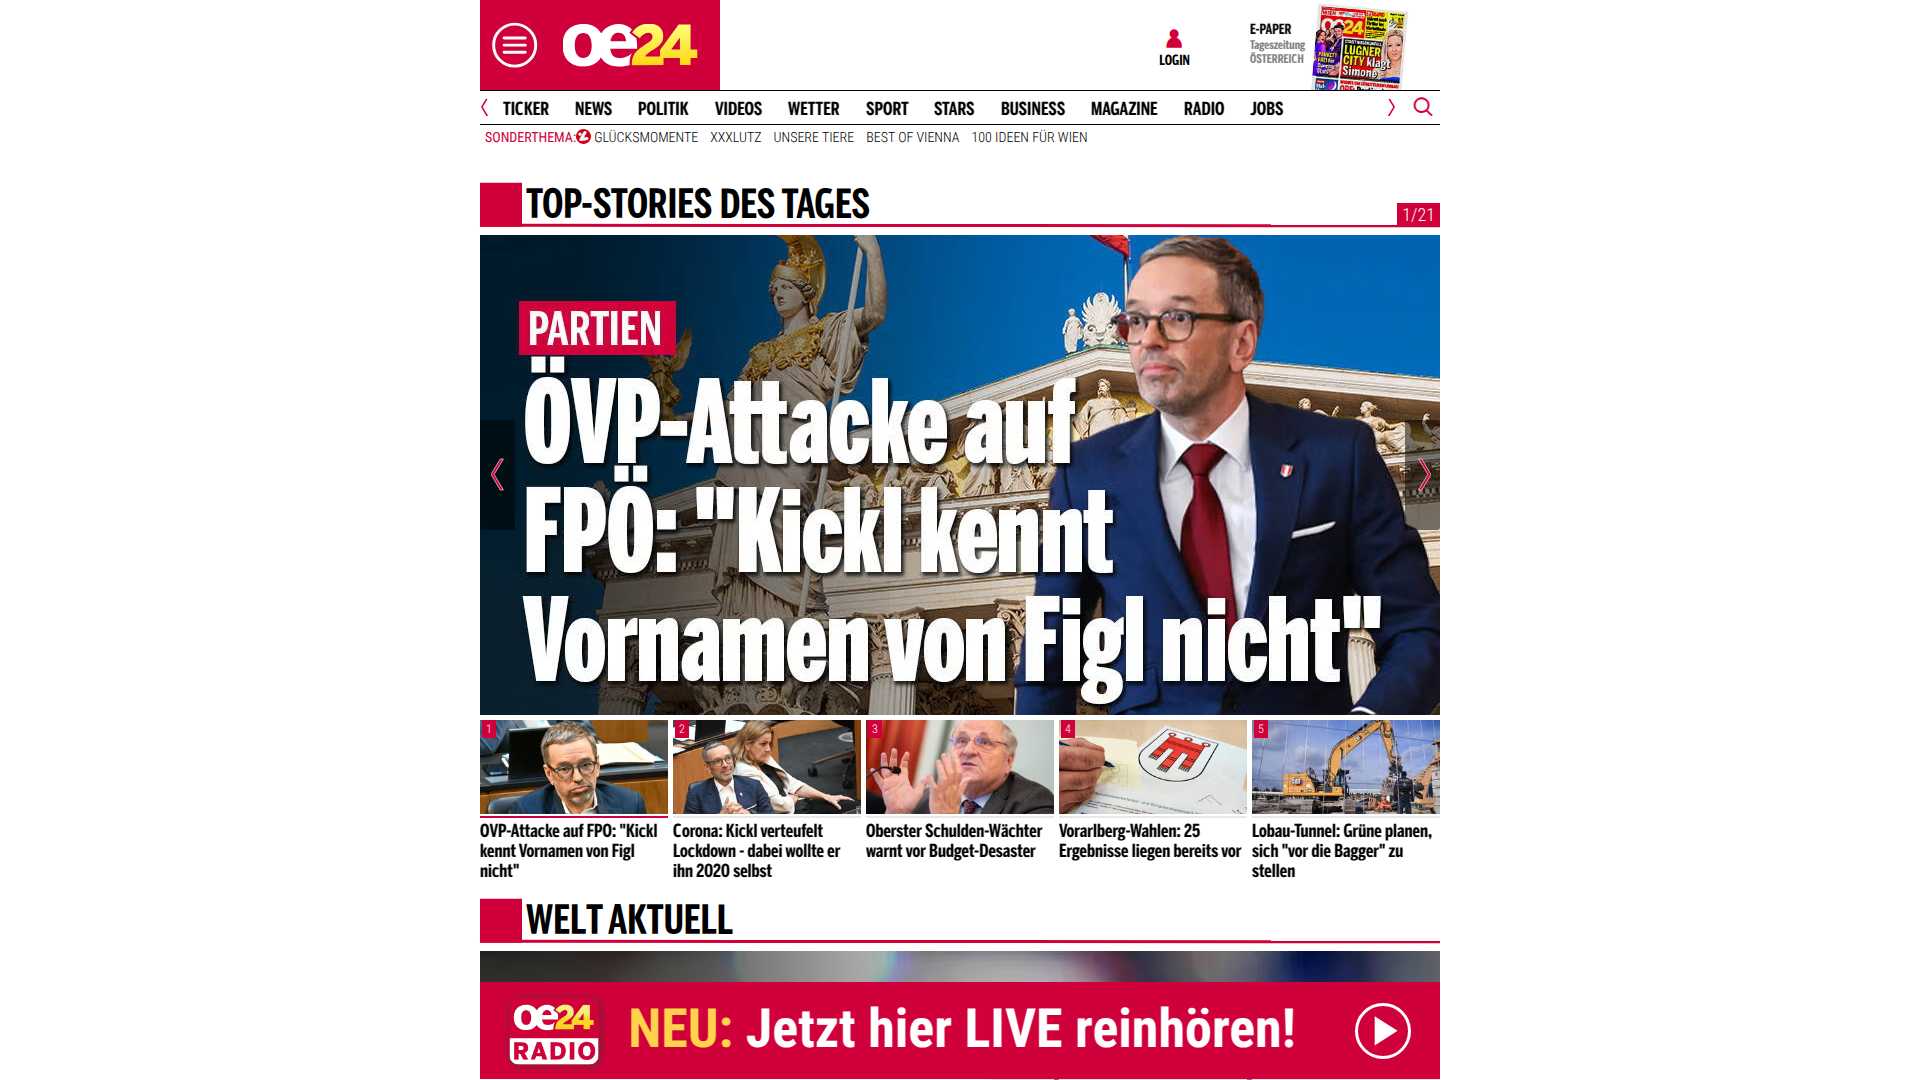 oe24
LOGIN
E-PAPER
Tageszeitung
ÖSTERREICH
oe24
LUGNER
CITY klagt
Simone
TICKER NEWS POLITIK VIDEOS WETTER SPORT STARS BUSINESS MAGAZINE RADIO JOBS
SONDERTHEMA: GLÜCKSMOMENTE XXXLUTZ UNSERE TIERE BEST OF VIENNA 100 IDEEN FÜR WIEN
TOP-STORIES DES TAGES
1/21
PARTIEN
ÖVP-Attacke auf
FPÖ: "Kickl kennt
Vornamen von Figl nicht"
1
ÖVP-Attacke auf FPÖ: "Kickl
kennt Vornamen von Figl
nicht"
2
Corona: Kickl verteufelt
Lockdown - dabei wollte er
ihn 2020 selbst
3
Oberster Schulden-Wächter
warnt vor Budget-Desaster
4
Vorarlberg-Wahlen: 25
Ergebnisse liegen bereits vor
5
Lobau-Tunnel: Grüne planen,
sich "vor die Bagger" zu
stellen
WELT AKTUELL
oe24
RADIO
NEU: Jetzt hier LIVE reinhören!